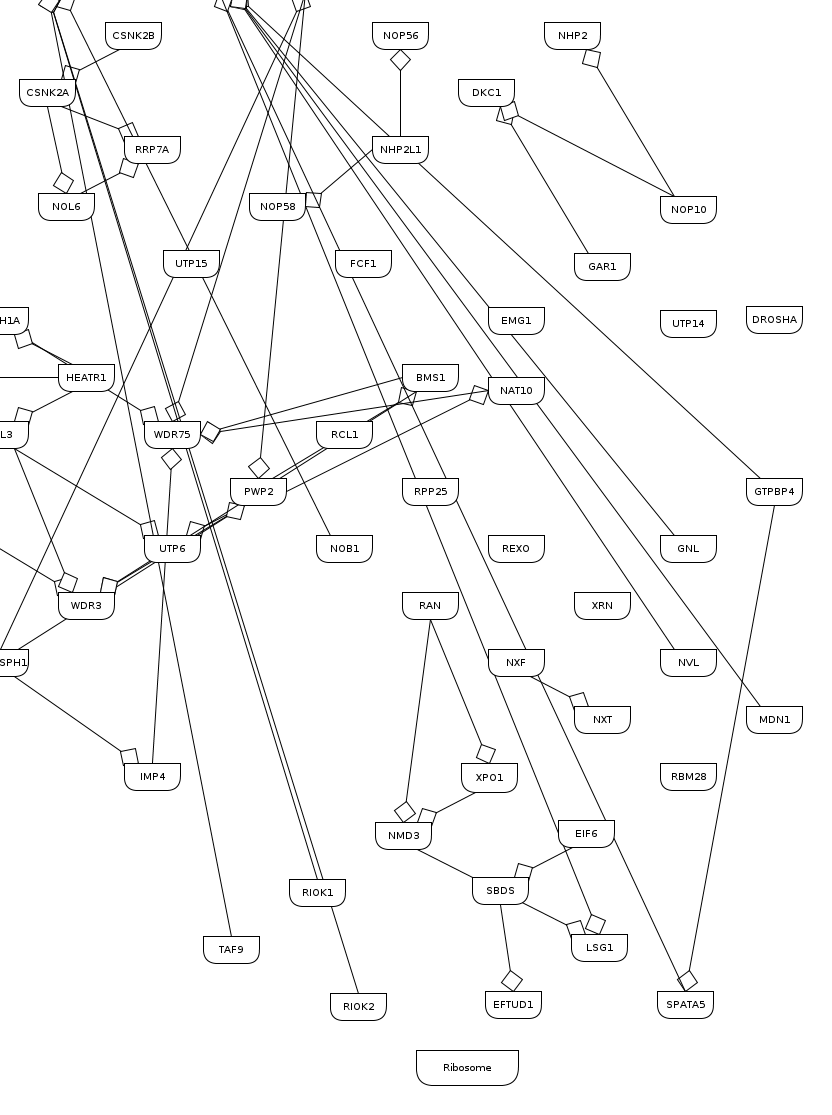 CSNK2B
NOP56
NHP2
CSNK2A
DKC1
RRP7A
NHP2L1
NOL6
NOP58
NOP10
UTP15
FCF1
GAR1
H1A
EMG1
UTP14
DROSHA
HEATR1
BMS1
NAT10
L3
WDR75
RCL1
PWP2
RPP25
GTPBP4
UTP6
NOB1
REXO
GNL
WDR3
RAN
XRN
SPH1
NXF
NVL
NXT
MDN1
IMP4
XPO1
RBM28
NMD3
EIF6
RIOK1
SBDS
TAF9
LSG1
RIOK2
EFTUD1
SPATA5
Ribosome